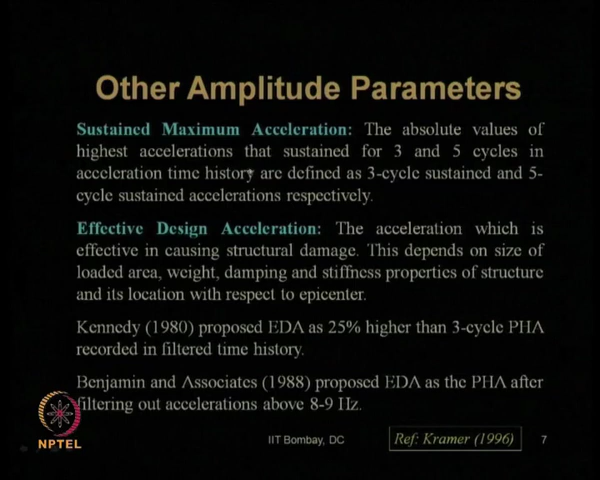 Other Amplitude Parameters
Sustained Maximum Acceleration: The absolute values of
highest accelerations that sustained for 3 and 5 cycles in
acceleration time history are defined as 3-cycle sustained and 5-
cycle sustained accelerations respectively.
Effective Design Acceleration: The acceleration which is
effective in causing structural damage. This depends on size of
loaded area, weight, damping and stiffness properties of structure
and its location with respect to epicenter.
Kennedy (1980) proposed EDA as 25% higher than 3-cycle PHA
recorded in filtered time history.
Benjamin and Associates (1988) proposed EDA as the PHA after
filtering out accelerations above 8-9 Hz.
NPTEL
IIT Bombay, DC
Ref: Kramer (1996)
7